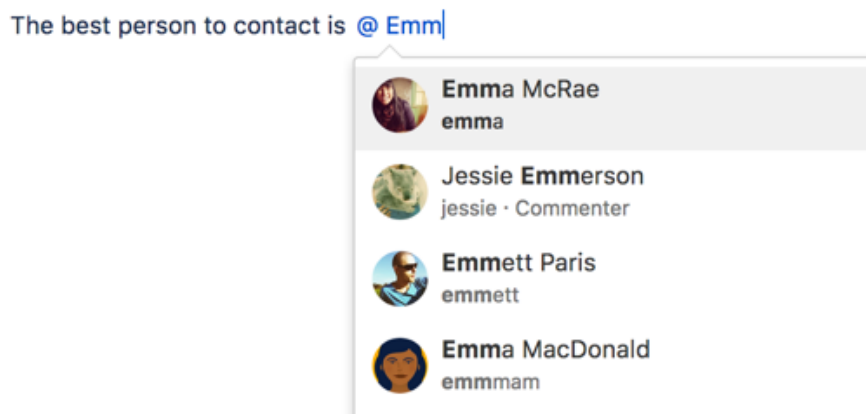 The best person to contact is @ Emm
Emma McRae
emma
Jessie Emmerson
jessie · Commenter
Emmett Paris
emmett
Emma MacDonald
emmmam